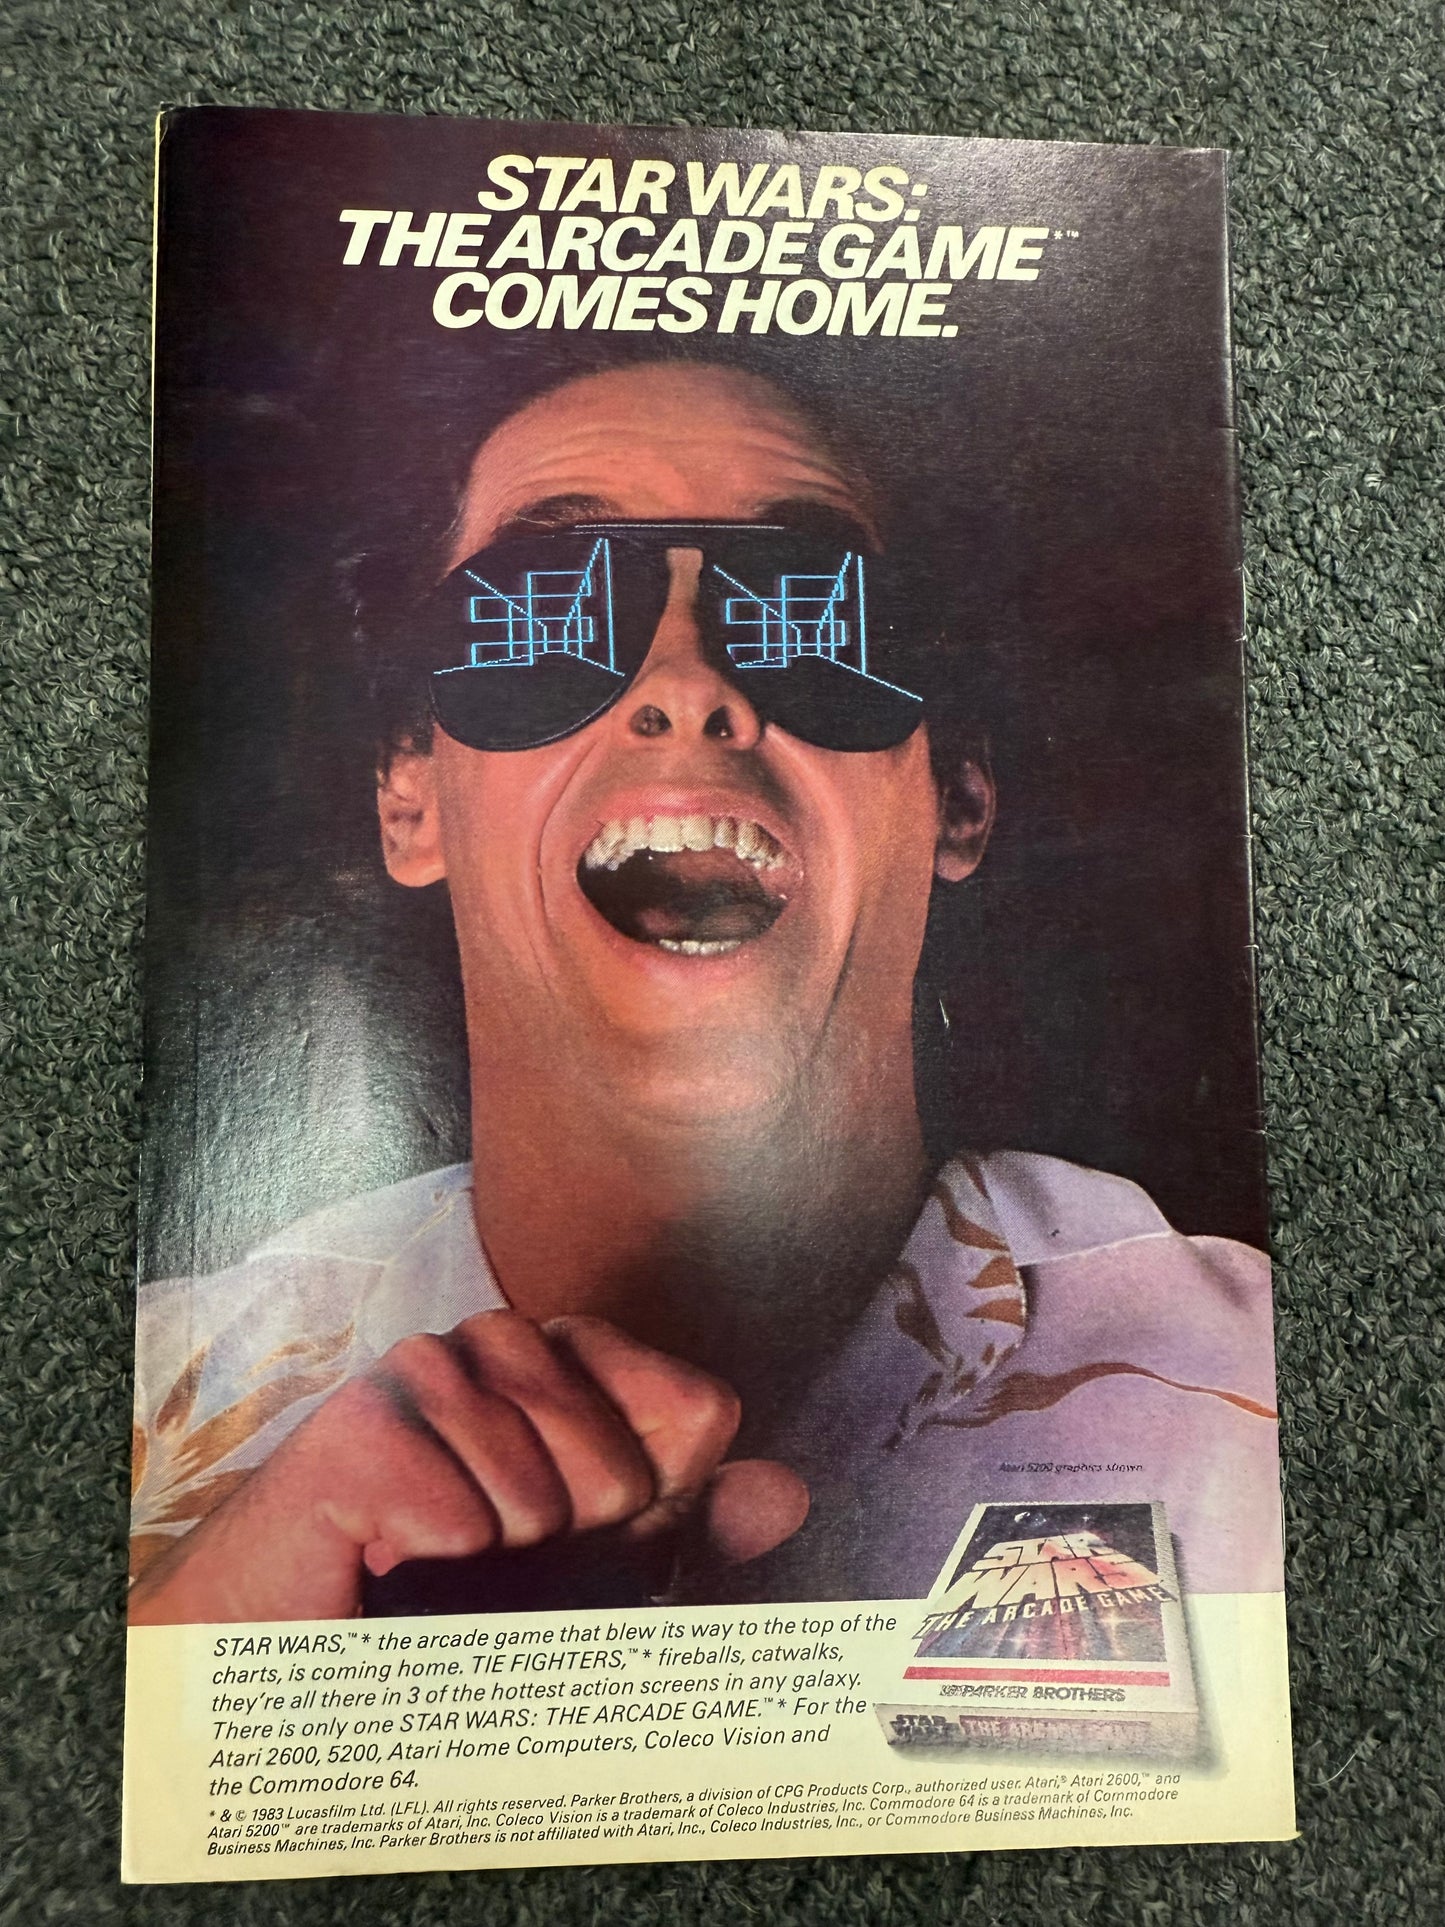 STAR WARS:
THE ARCADE GAME*™
COMES HOME.
Atari 5200 graphics shown.
STAR WARS
THE ARCADE GAME
PARKER BROTHERS
STAR WARS THE ARCADE GAME
STAR WARS,™* the arcade game that blew its way to the top of the
charts, is coming home. TIE FIGHTERS,™* fireballs, catwalks,
they're all there in 3 of the hottest action screens in any galaxy.
There is only one STAR WARS: THE ARCADE GAME.™* For the
Atari 2600, 5200, Atari Home Computers, Coleco Vision and
the Commodore 64.
* & © 1983 Lucasfilm Ltd. (LFL). All rights reserved. Parker Brothers, a division of CPG Products Corp., authorized user. Atari,® Atari 2600,™ and
Atari 5200™ are trademarks of Atari, Inc. Coleco Vision is a trademark of Coleco Industries, Inc. Commodore 64 is a trademark of Commodore
Business Machines, Inc. Parker Brothers is not affiliated with Atari, Inc., Coleco Industries, Inc., or Commodore Business Machines, Inc.